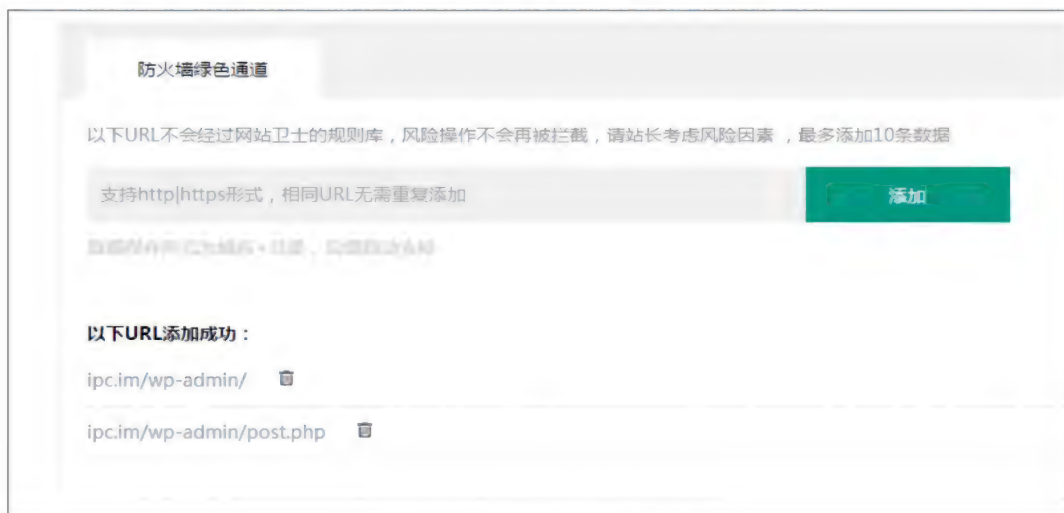 防火墙绿色通道
以下URL不会经过网站卫士的规则库，风险操作不会再被拦截，请站长考虑风险因素 ，最多添加10条数据
支持http|https形式，相同URL无需重复添加
添加
以下URL添加成功：
ipc.im/wp-admin/
ipc.im/wp-admin/post.php